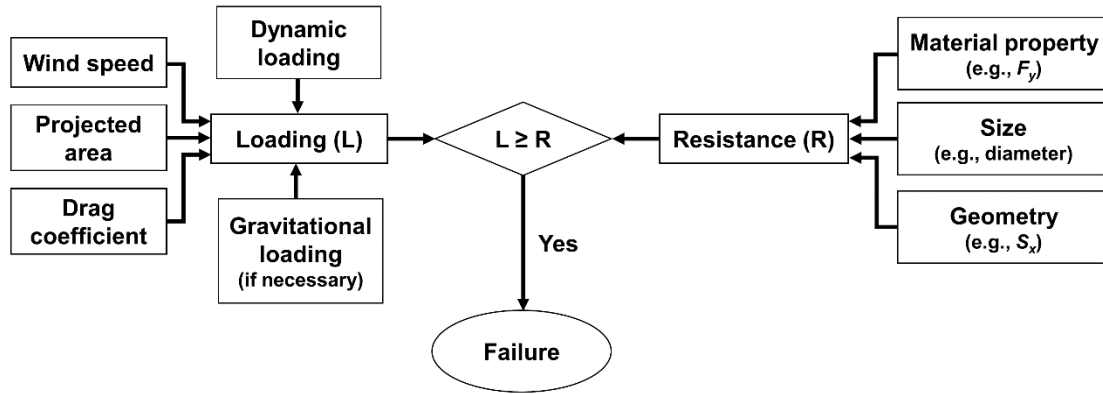 Wind speed
Projected
area
Drag
coefficient
Dynamic
loading
Loading (L)
Gravitational
loading
(if necessary)
L ≥ R
Yes
Failure
Resistance (R)
Material property
(e.g., Fy)
Size
(e.g., diameter)
Geometry
(e.g., Sx)